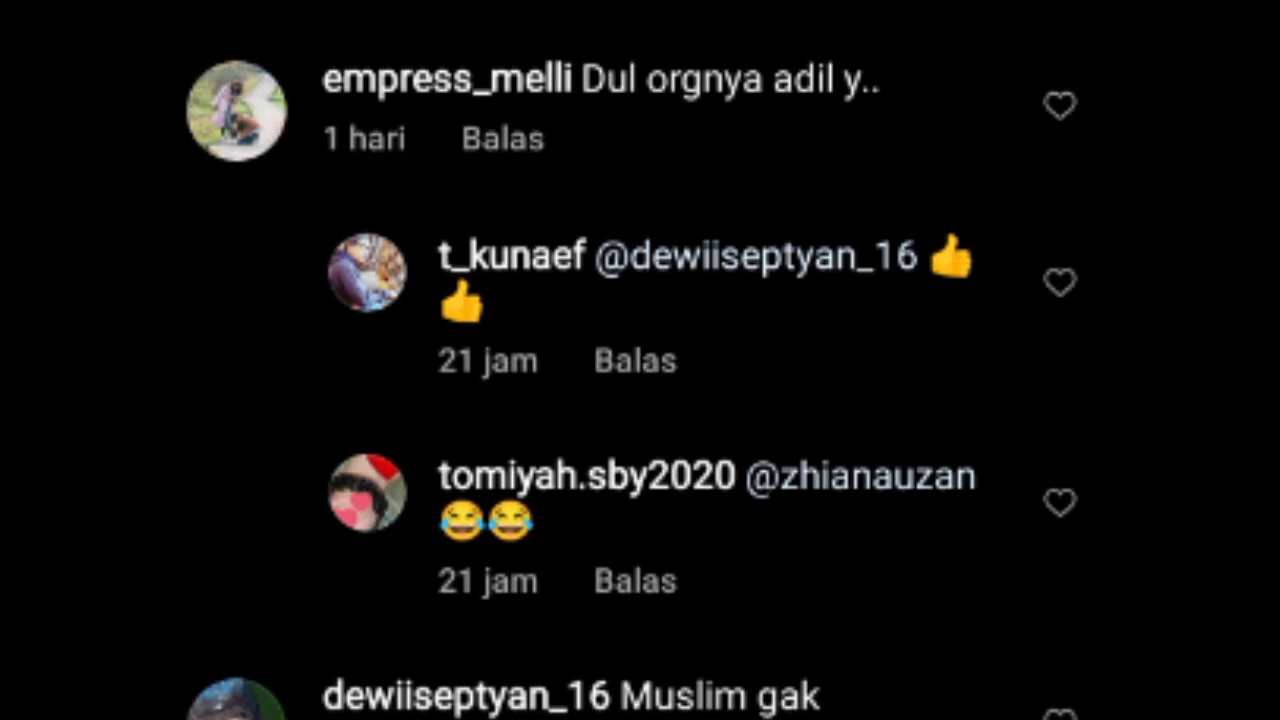 empress_melli Dul orgnya adil y..
1 hari Balas
t_kunaef @dewiiseptyan_16 👍
👍
21 jam Balas
tomiyah.sby2020 @zhianauzan
😂😂
21 jam Balas
dewiiseptyan_16 Muslim gak